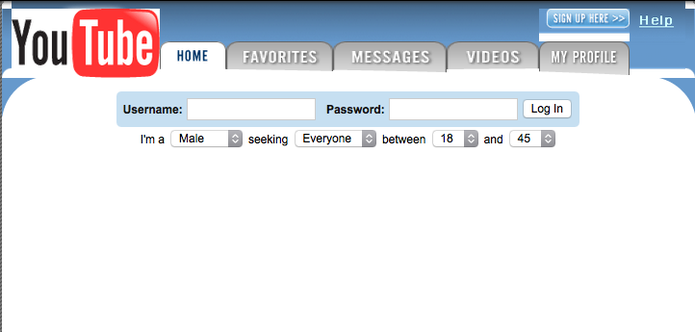 SIGN UP HERE >> Help
YouTube
HOME FAVORITES MESSAGES VIDEOS MY PROFILE
Username: Password: Log In
I'm a Male seeking Everyone between 18 and 45